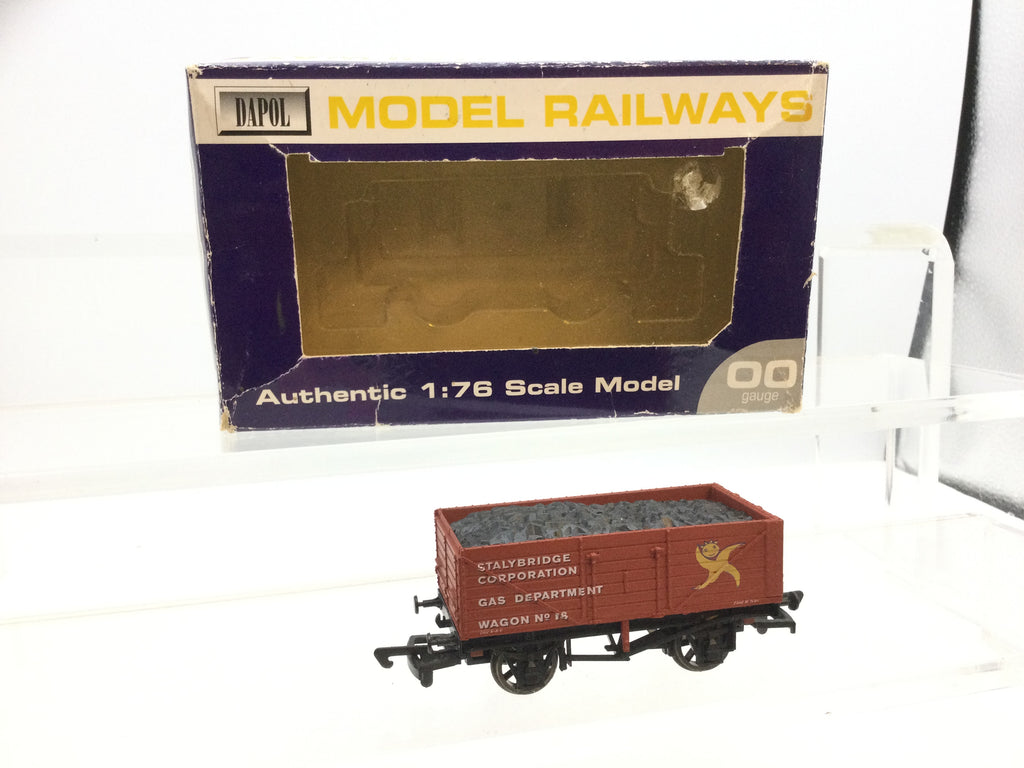 DAPOL
MODEL RAILWAYS
Authentic 1:76 Scale Model
OO
gauge
STALYBRIDGE
CORPORATION
GAS DEPARTMENT
WAGON Nº 18